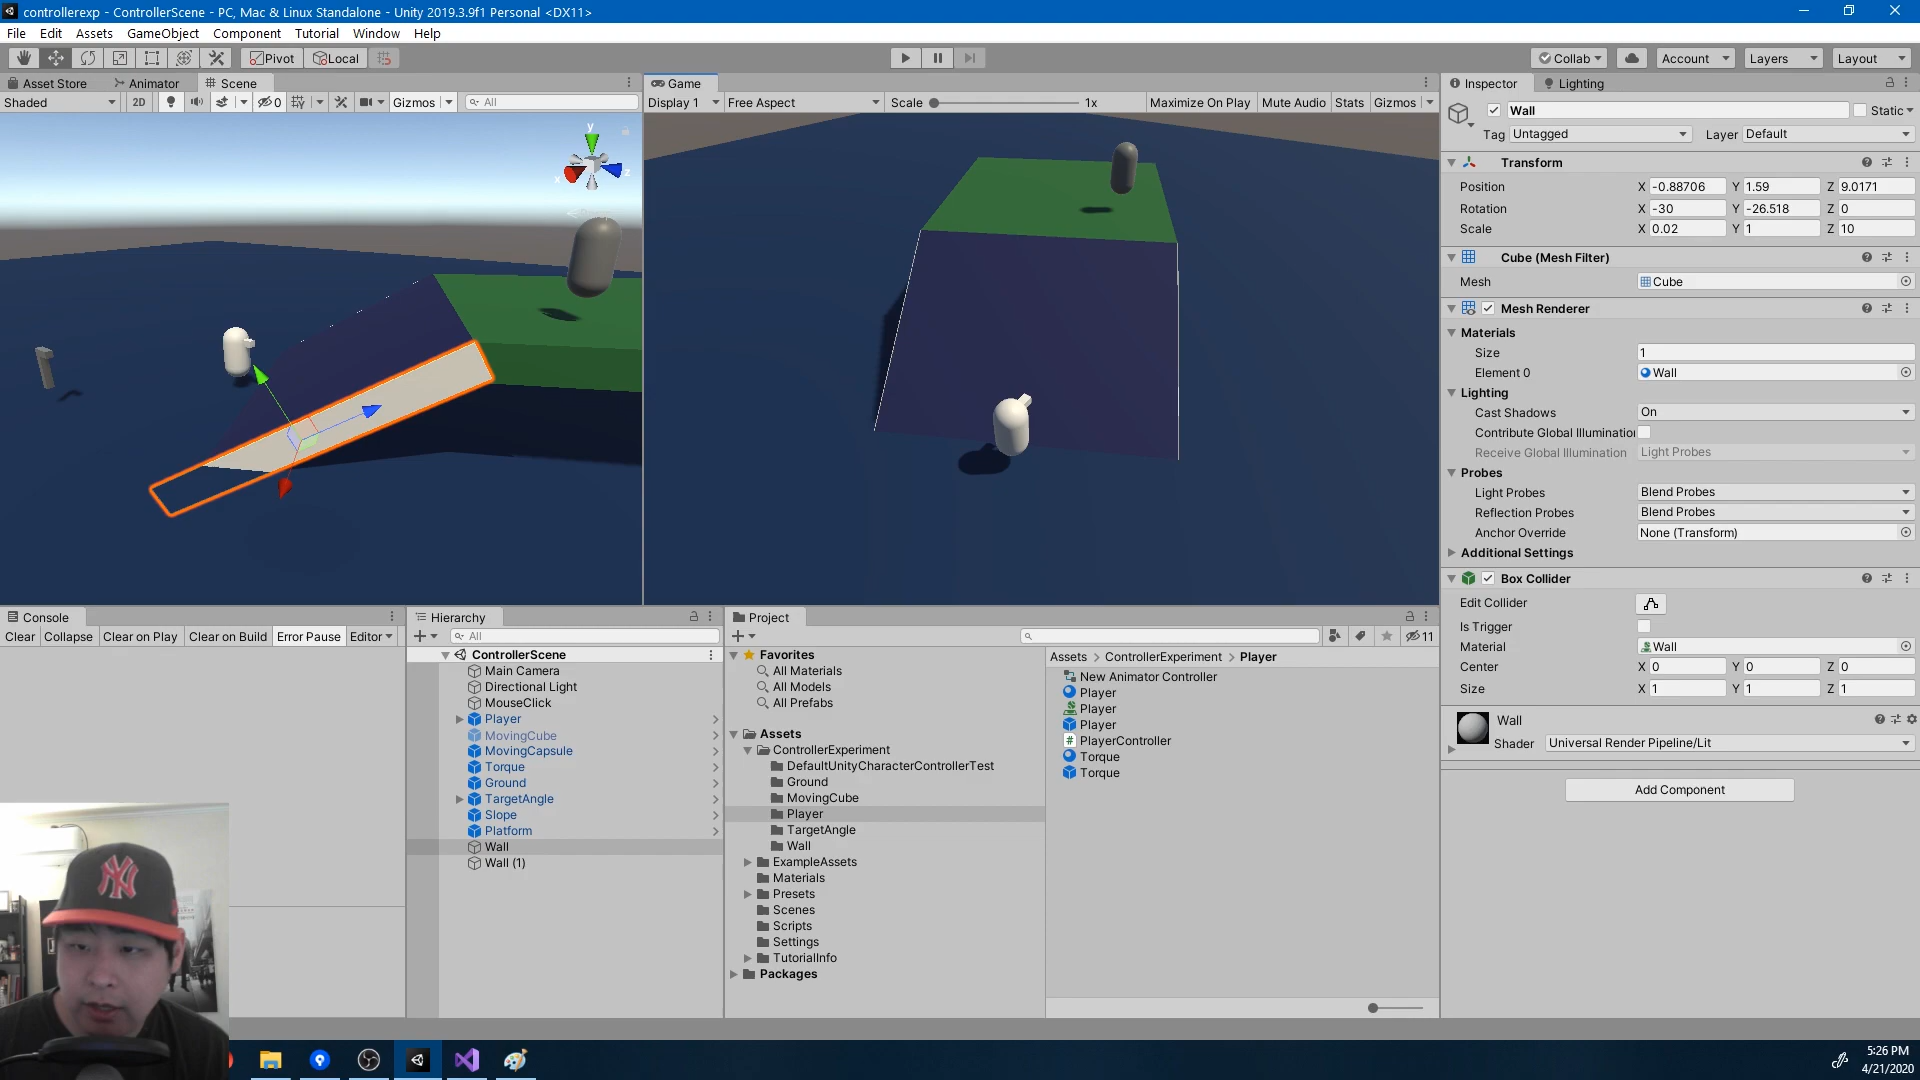 controllerexp - ControllerScene - PC, Mac & Linux Standalone - Unity 2019.3.9f1 Personal <DX11>
File Edit Assets GameObject Component Tutorial Window Help
Pivot Local Collab Account Layers Layout
Asset Store Animator Scene
Shaded 2D 0 Gizmos All
y
x
z
Game
Display 1 Free Aspect Scale 1x Maximize On Play Mute Audio Stats Gizmos
Inspector Lighting
Wall Static
Tag Untagged Layer Default
Transform
Position X -0.88706 Y 1.59 Z 9.0171
Rotation X -30 Y -26.518 Z 0
Scale X 0.02 Y 1 Z 10
Cube (Mesh Filter)
Mesh Cube
Mesh Renderer
Materials
Size 1
Element 0 Wall
Lighting
Cast Shadows On
Contribute Global Illuminatio
Receive Global Illumination Light Probes
Probes
Light Probes Blend Probes
Reflection Probes Blend Probes
Anchor Override None (Transform)
Additional Settings
Box Collider
Edit Collider
Is Trigger
Material Wall
Center X 0 Y 0 Z 0
Size X 1 Y 1 Z 1
Wall
Shader Universal Render Pipeline/Lit
Add Component
Console
Clear Collapse Clear on Play Clear on Build Error Pause Editor
Hierarchy
All
ControllerScene
Main Camera
Directional Light
MouseClick
Player
MovingCube
MovingCapsule
Torque
Ground
TargetAngle
Slope
Platform
Wall
Wall (1)
Project
11
Favorites
All Materials
All Models
All Prefabs
Assets
ControllerExperiment
DefaultUnityCharacterControllerTest
Ground
MovingCube
Player
TargetAngle
Wall
ExampleAssets
Materials
Presets
Scenes
Scripts
Settings
TutorialInfo
Packages
Assets > ControllerExperiment > Player
New Animator Controller
Player
Player
Player
PlayerController
Torque
Torque
NY
5:26 PM
4/21/2020